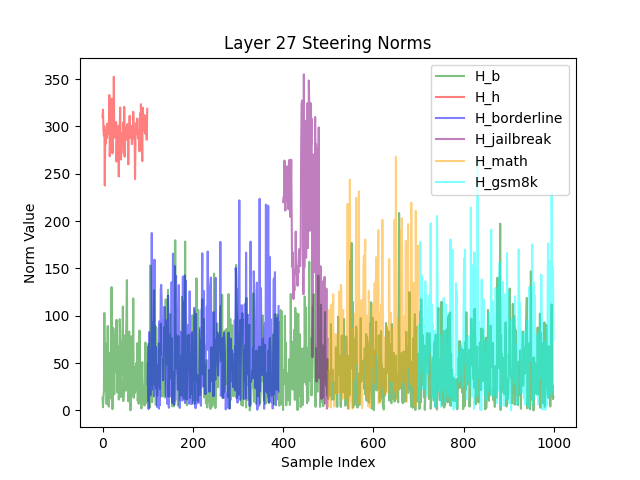 Layer 27 Steering Norms
Norm Value
350
300
250
200
150
100
50
0
H_b
H_h
H_borderline
H_jailbreak
H_math
H_gsm8k
0
200
400
600
800
1000
Sample Index